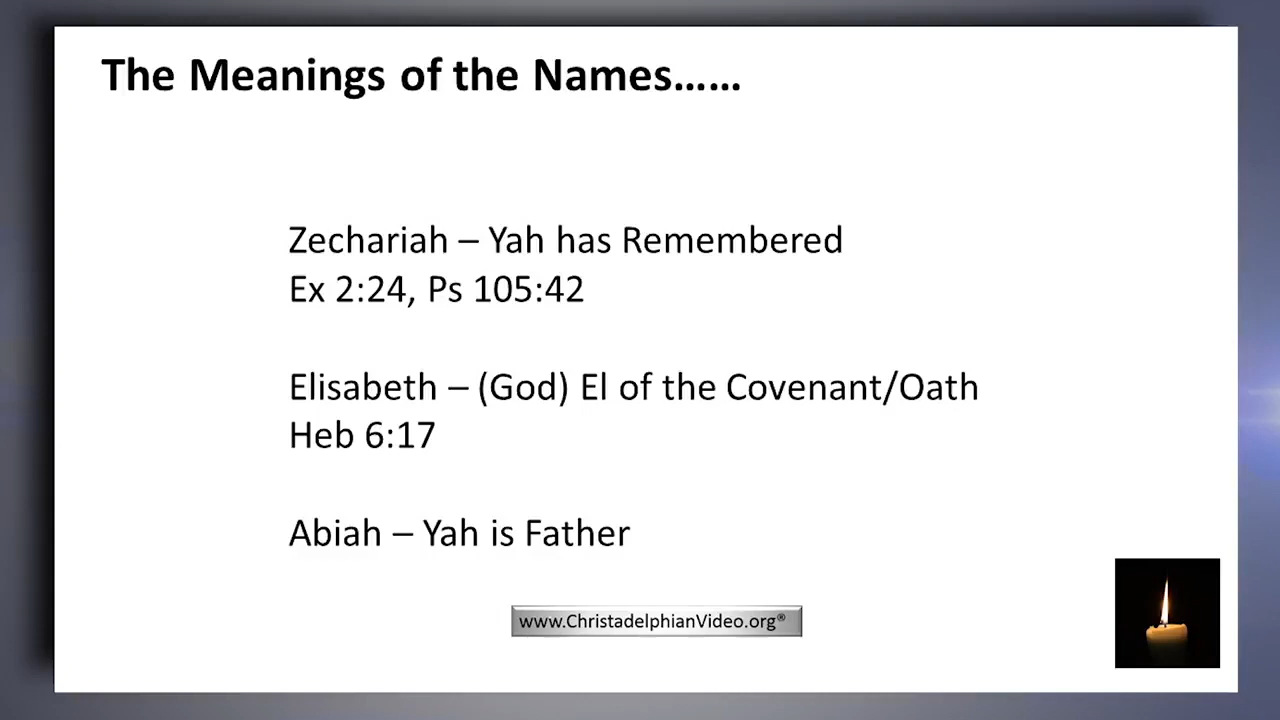 The Meanings of the Names......
Zechariah – Yah has Remembered
Ex 2:24, Ps 105:42
Elisabeth – (God) El of the Covenant/Oath
Heb 6:17
Abiah – Yah is Father
www.ChristadelphianVideo.org®